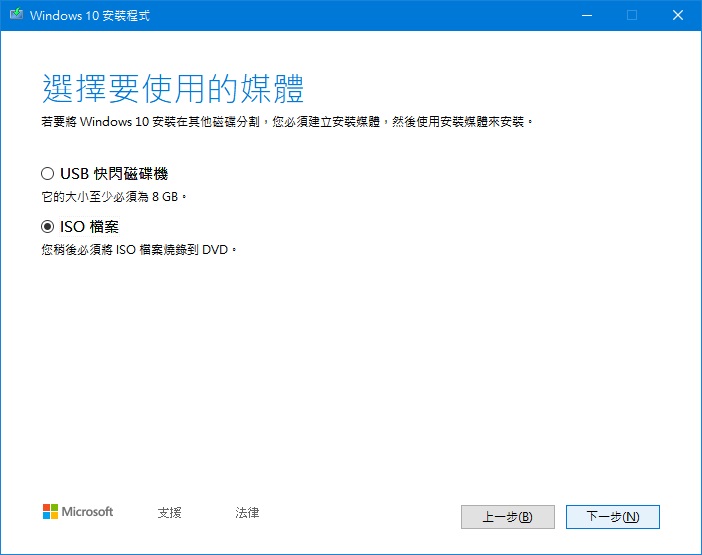 Windows 10 安裝程式
選擇要使用的媒體
若要將 Windows 10 安裝在其他磁碟分割，您必須建立安裝媒體，然後使用安裝媒體來安裝。
USB 快閃磁碟機
它的大小至少必須為 8 GB。
ISO 檔案
您稍後必須將 ISO 檔案燒錄到 DVD。
Microsoft 支援 法律 上一步(B) 下一步(N)